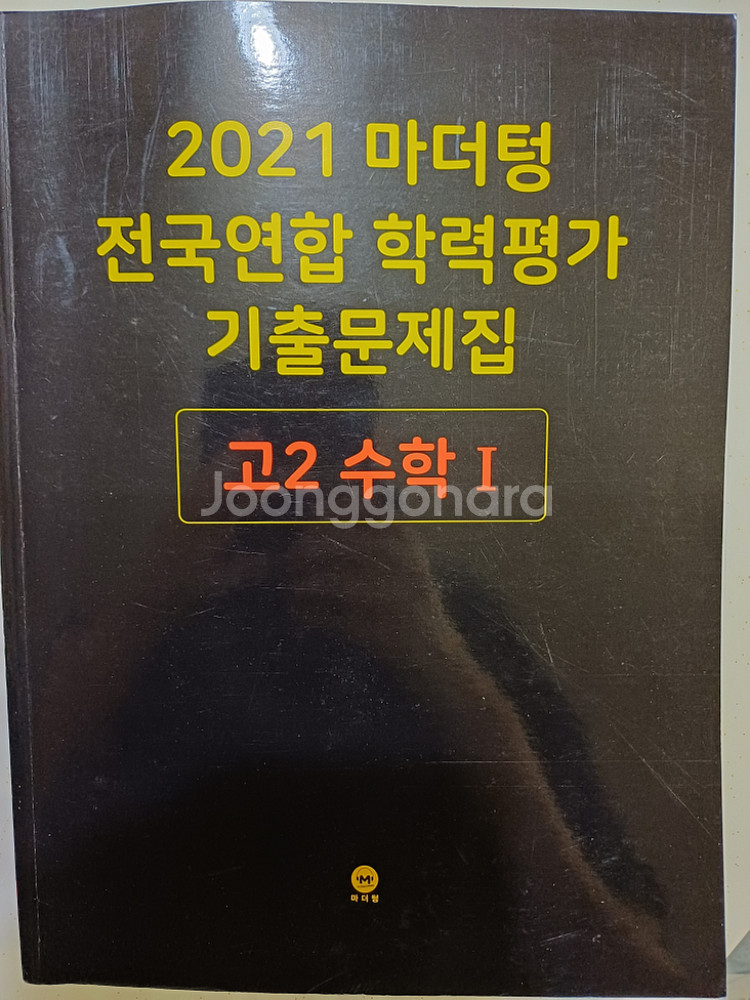 2021 마더텅
전국연합 학력평가
기출문제집
고2 수학 I
Joonggonara
M
마더텅